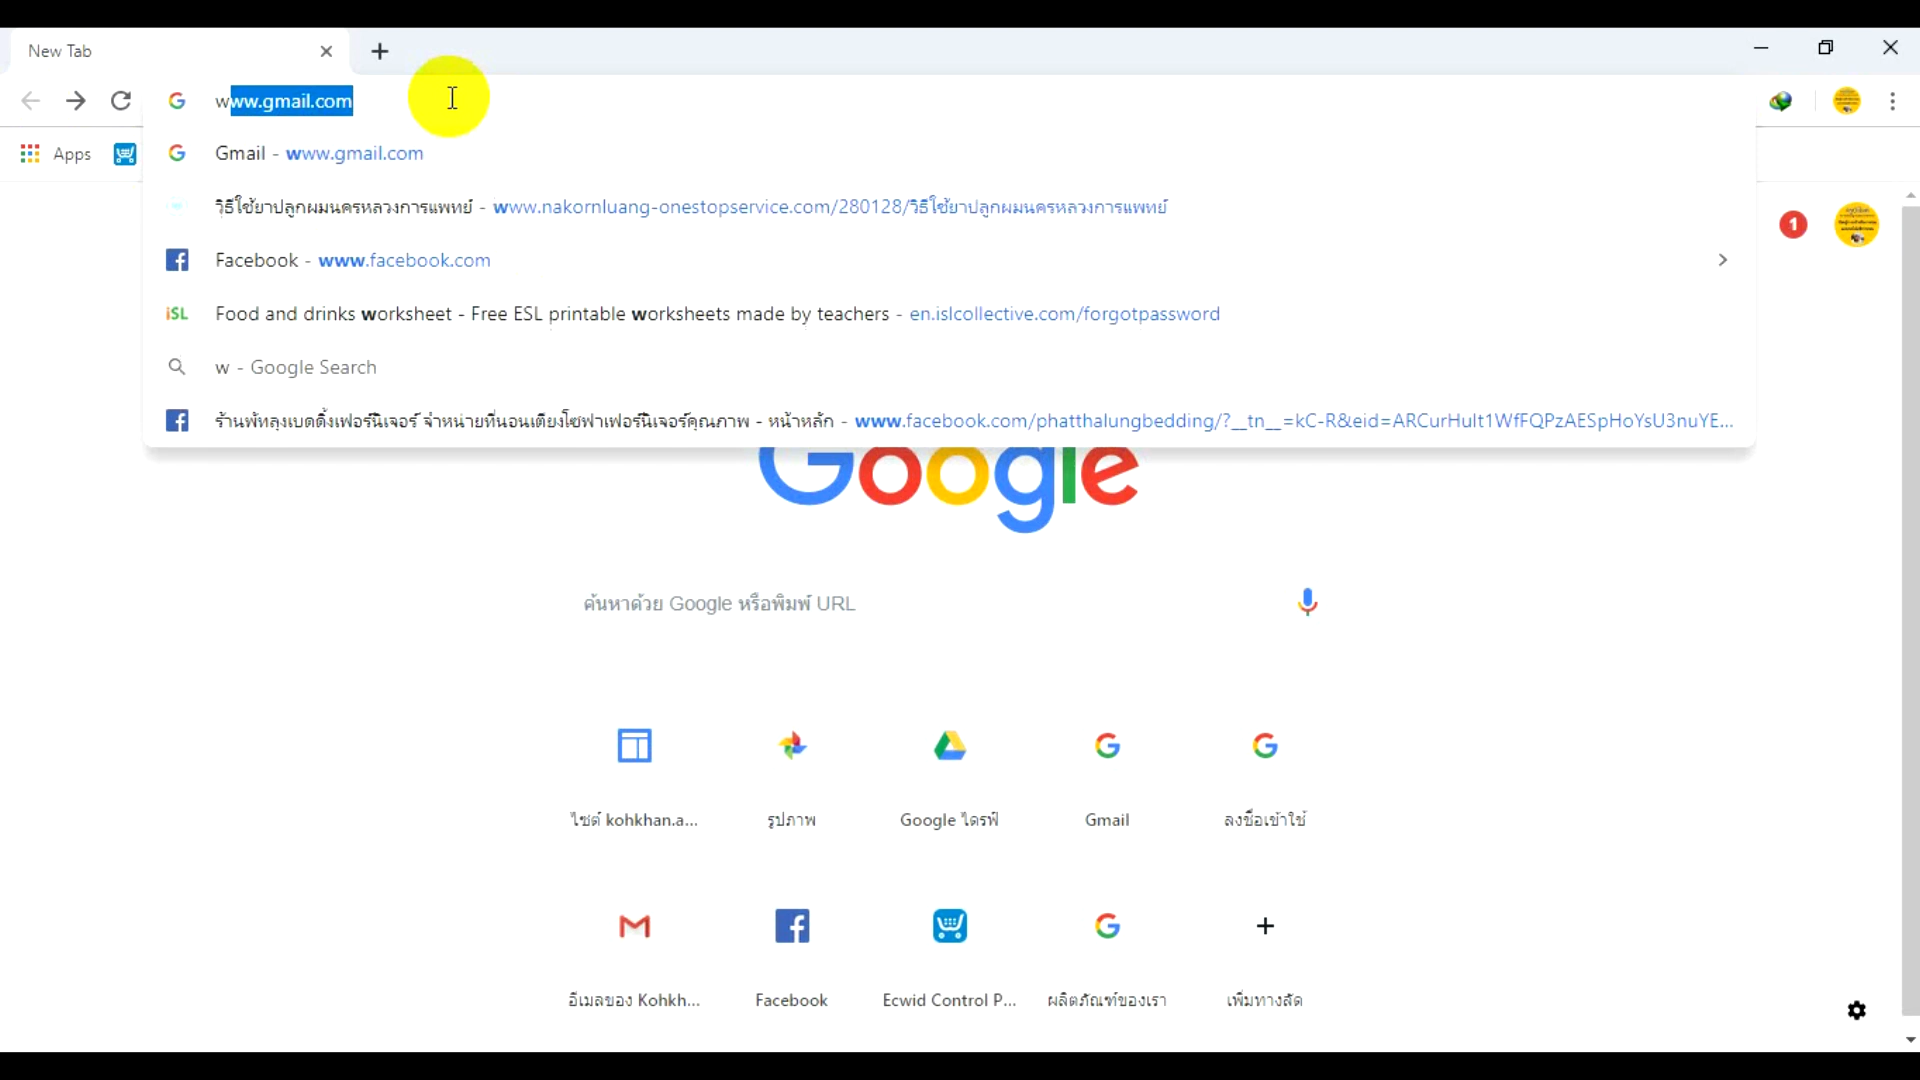 New Tab
www.gmail.com
Apps
Gmail - www.gmail.com
วิธีใช้ยาปลูกผมนครหลวงการแพทย์ - www.nakornluang-onestopservice.com/280128/วิธีใช้ยาปลูกผมนครหลวงการแพทย์
1
Facebook - www.facebook.com
iSL Food and drinks worksheet - Free ESL printable worksheets made by teachers - en.islcollective.com/forgotpassword
w - Google Search
ร้านพัทลุงเบดดิ้งเฟอร์นิเจอร์ จำหน่ายที่นอนเตียงโซฟาเฟอร์นิเจอร์คุณภาพ - หน้าหลัก - www.facebook.com/phatthalungbedding/?__tn__=kC-R&eid=ARCurHult1WfFQPzAESpHoYsU3nuYE...
Google
ค้นหาด้วย Google หรือพิมพ์ URL
ไซต์ kohkhan.a... รูปภาพ Google ไดรฟ์ Gmail ลงชื่อเข้าใช้
อีเมลของ Kohkh... Facebook Ecwid Control P... ผลิตภัณฑ์ของเรา เพิ่มทางลัด